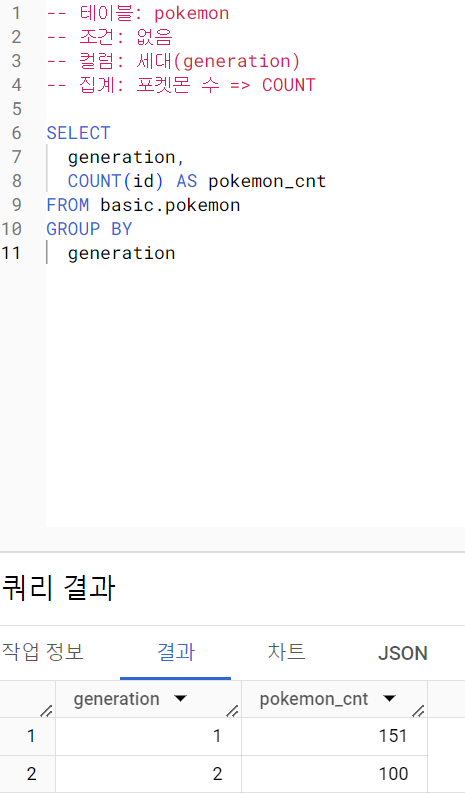 1 -- 테이블: pokemon
2 -- 조건: 없음
3 -- 컬럼: 세대(generation)
4 -- 집계: 포켓몬 수 => COUNT
5
6 SELECT
7 generation,
8 COUNT(id) AS pokemon_cnt
9 FROM basic.pokemon
10 GROUP BY
11 generation
쿼리 결과
작업 정보 결과 차트 JSON
generation pokemon_cnt
1 1 151
2 2 100